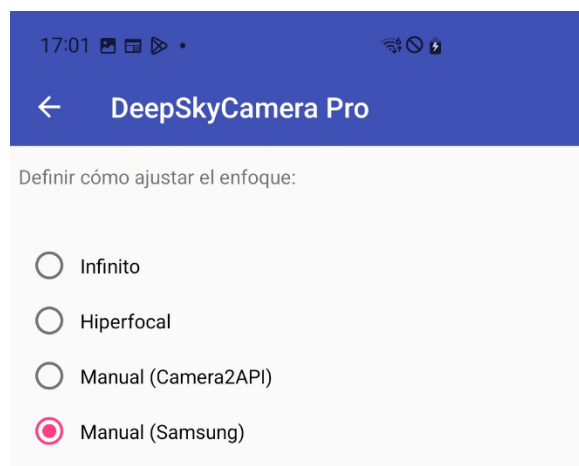 17:01
DeepSkyCamera Pro
Definir cómo ajustar el enfoque:
Infinito
Hiperfocal
Manual (Camera2API)
Manual (Samsung)